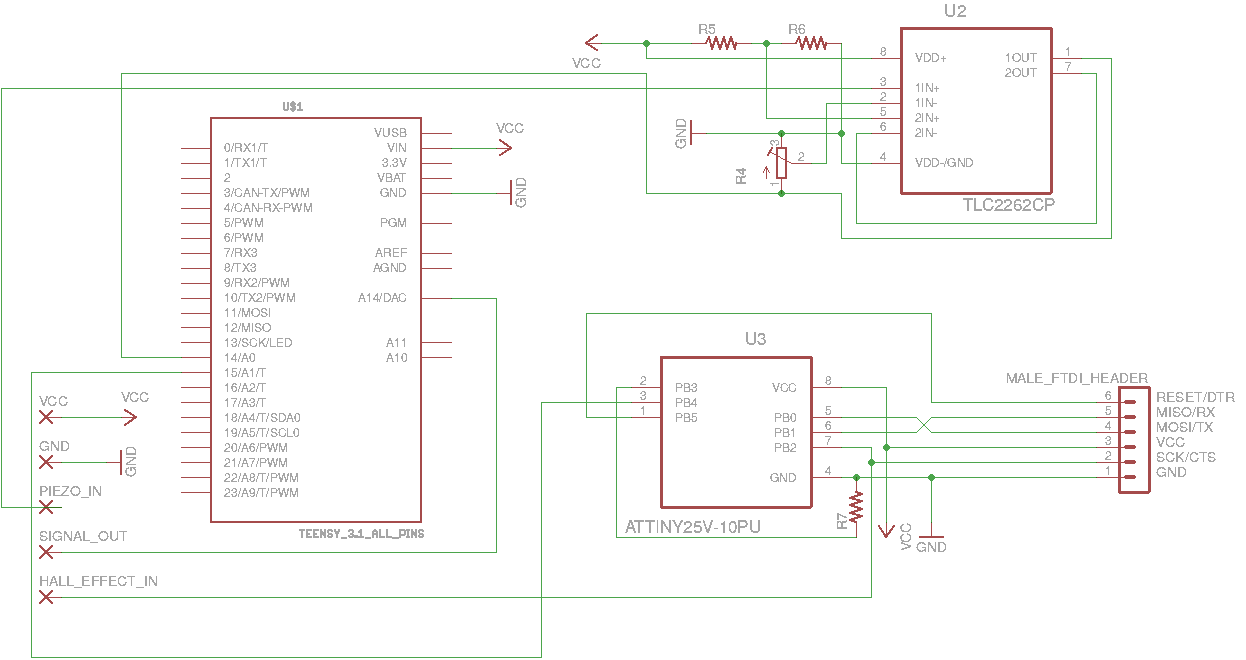 U2
R5
R6
VCC
8
VDD+
1OUT
1
2OUT
7
3
1IN+
2
1IN-
5
2IN+
6
2IN-
4
VDD-/GND
TLC2262CP
GND
3
2
1
R4
U$1
VUSB
VIN
VCC
3.3V
VBAT
GND
GND
PGM
AREF
AGND
A14/DAC
A11
A10
0/RX1/T
1/TX1/T
2
3/CAN-TX/PWM
4/CAN-RX-PWM
5/PWM
6/PWM
7/RX3
8/TX3
9/RX2/PWM
10/TX2/PWM
11/MOSI
12/MISO
13/SCK/LED
14/A0
15/A1/T
16/A2/T
17/A3/T
18/A4/T/SDA0
19/A5/T/SCL0
20/A6/PWM
21/A7/PWM
22/A8/T/PWM
23/A9/T/PWM
TEENSY_3.1_ALL_PINS
VCC
VCC
GND
GND
PIEZO_IN
SIGNAL_OUT
HALL_EFFECT_IN
U3
2
PB3
3
PB4
1
PB5
VCC
8
PB0
5
PB1
6
PB2
7
GND
4
ATTINY25V-10PU
R7
VCC
GND
MALE_FTDI_HEADER
6
RESET/DTR
5
MISO/RX
4
MOSI/TX
3
VCC
2
SCK/CTS
1
GND